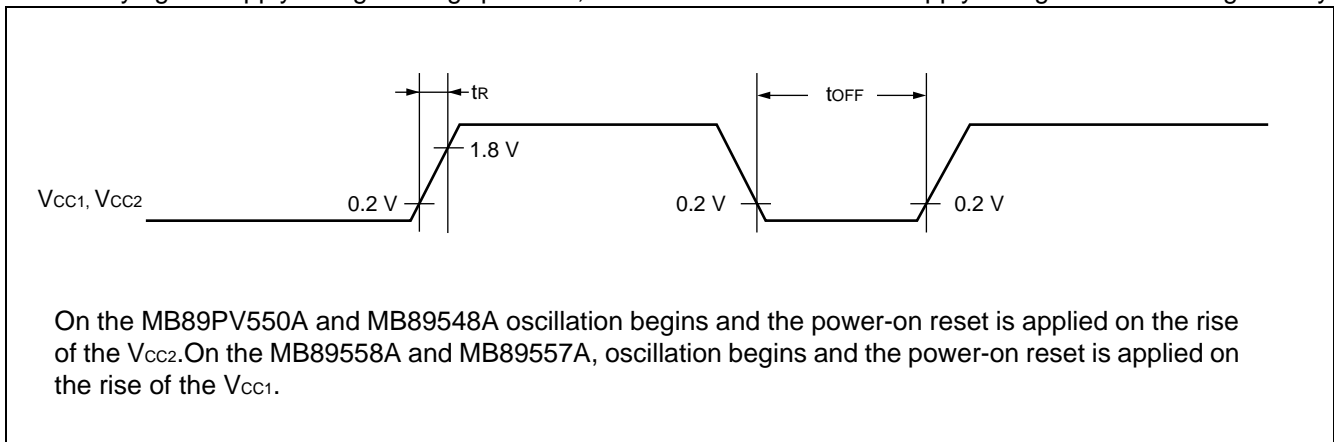 tR
tOFF
1.8 V
VCC1, VCC2
0.2 V
0.2 V
0.2 V
On the MB89PV550A and MB89548A oscillation begins and the power-on reset is applied on the rise
of the VCC2.On the MB89558A and MB89557A, oscillation begins and the power-on reset is applied on
the rise of the VCC1.